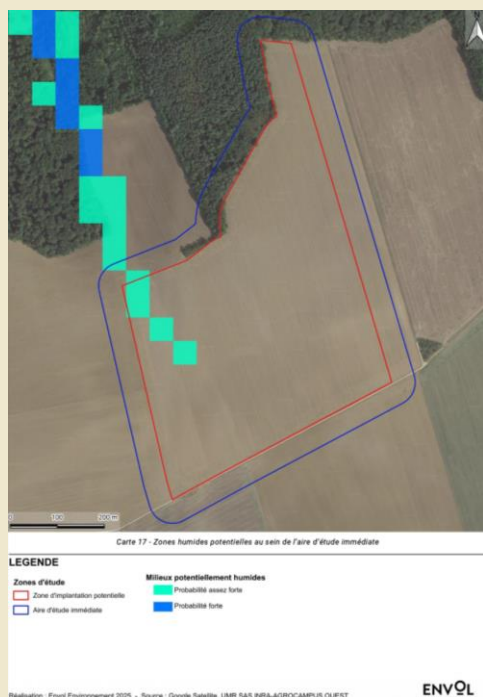 0 100 200 m
Carte 17 - Zones humides potentielles au sein de l'aire d'étude immédiate
LEGENDE
Zones d'étude
Zone d'implantation potentielle
Aire d'étude immédiate
Milieux potentiellement humides
Probabilité assez forte
Probabilité forte
Réalisation : Envol Environnement 2025 - Source : Google Satellite, UMR SAS INRA-AGROCAMPUS OUEST
ENVOL